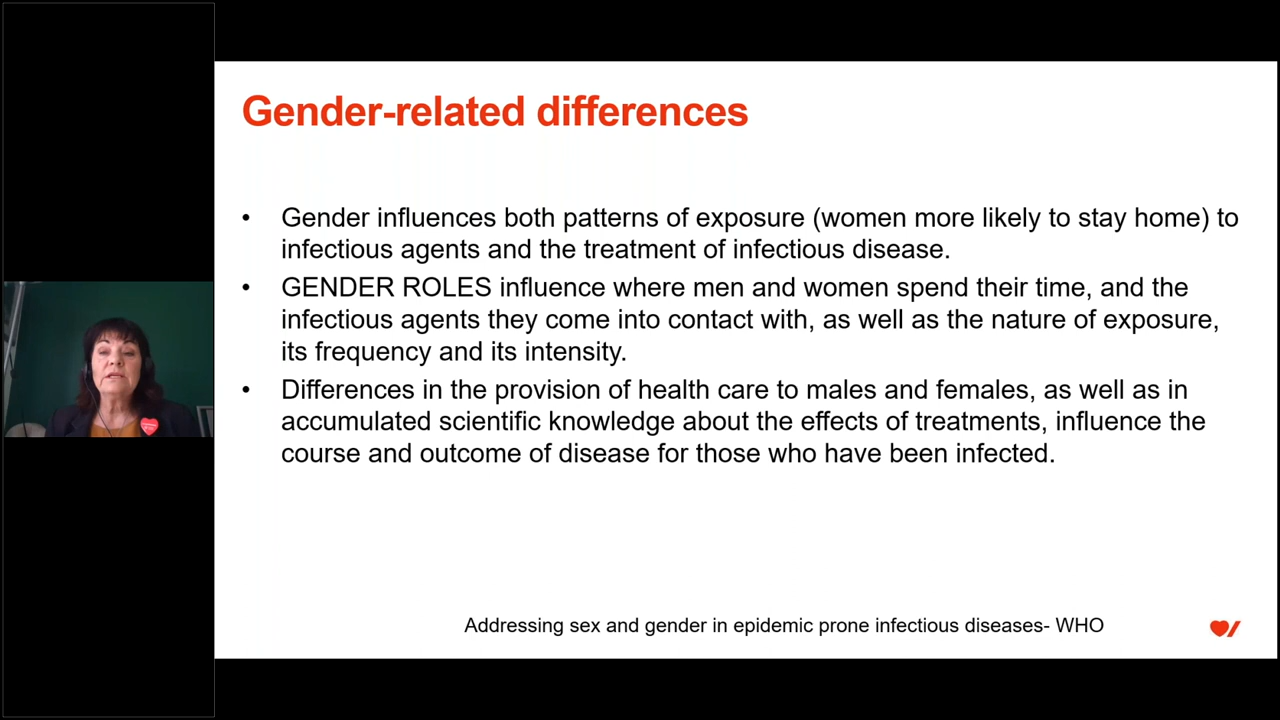 Gender-related differences
• Gender influences both patterns of exposure (women more likely to stay home) to
infectious agents and the treatment of infectious disease.
• GENDER ROLES influence where men and women spend their time, and the
infectious agents they come into contact with, as well as the nature of exposure,
its frequency and its intensity.
• Differences in the provision of health care to males and females, as well as in
accumulated scientific knowledge about the effects of treatments, influence the
course and outcome of disease for those who have been infected.
Addressing sex and gender in epidemic prone infectious diseases- WHO